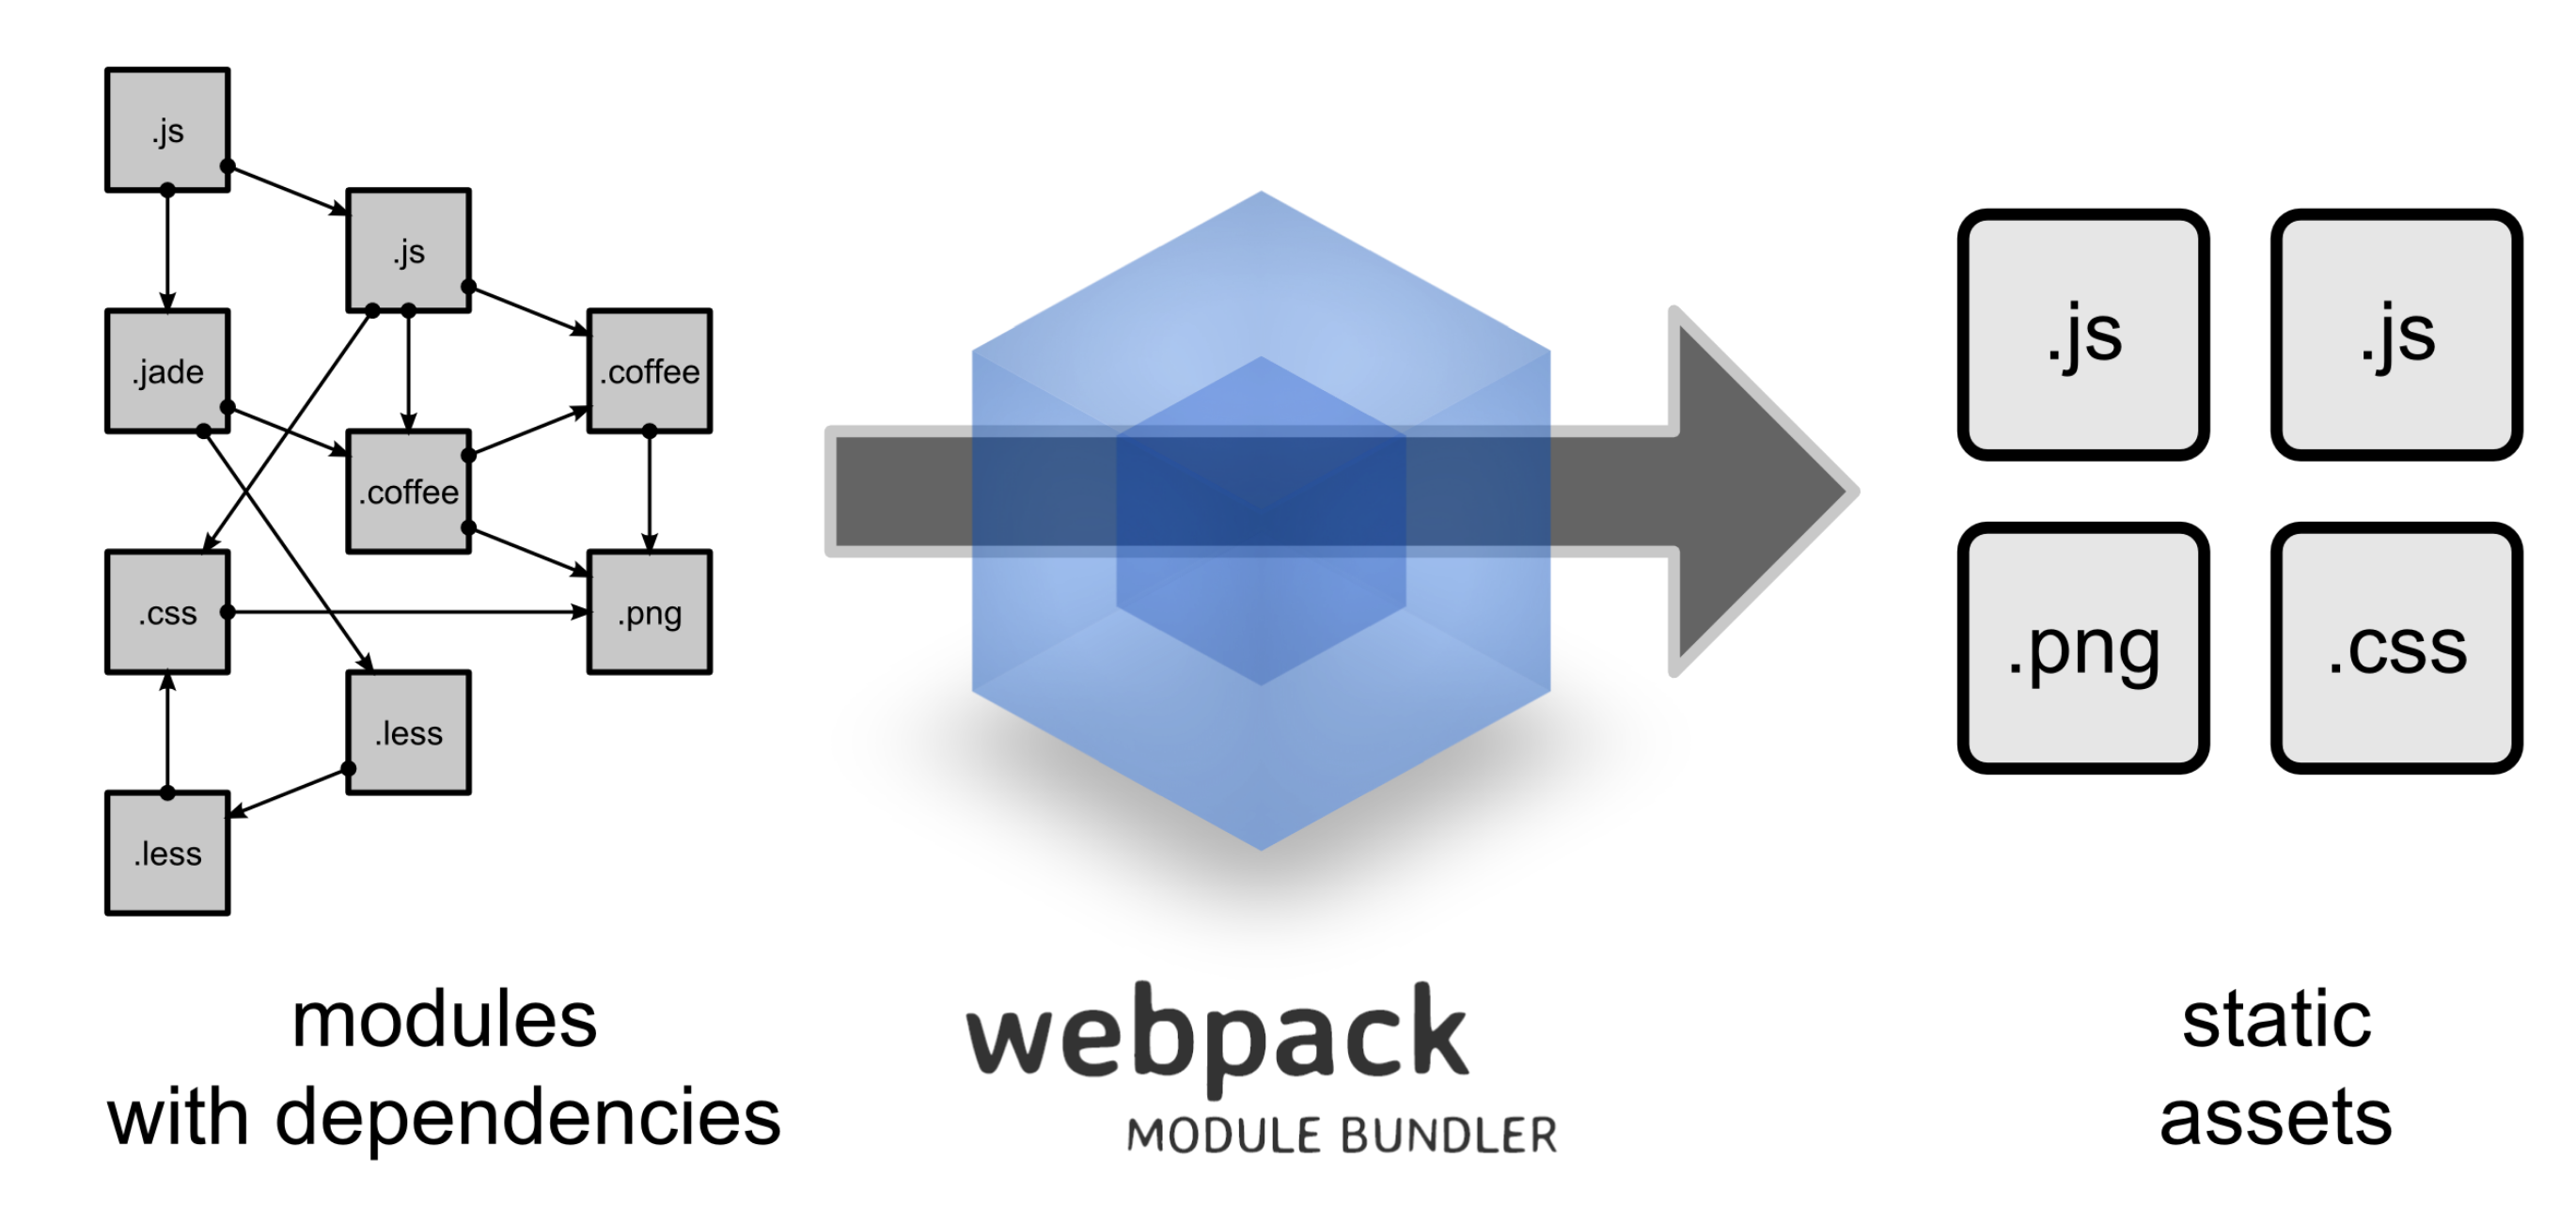 .js
.js
.jade
.coffee
.coffee
.css
.png
.less
.less
modules
with dependencies
webpack
MODULE BUNDLER
.js
.js
.png
.css
static
assets